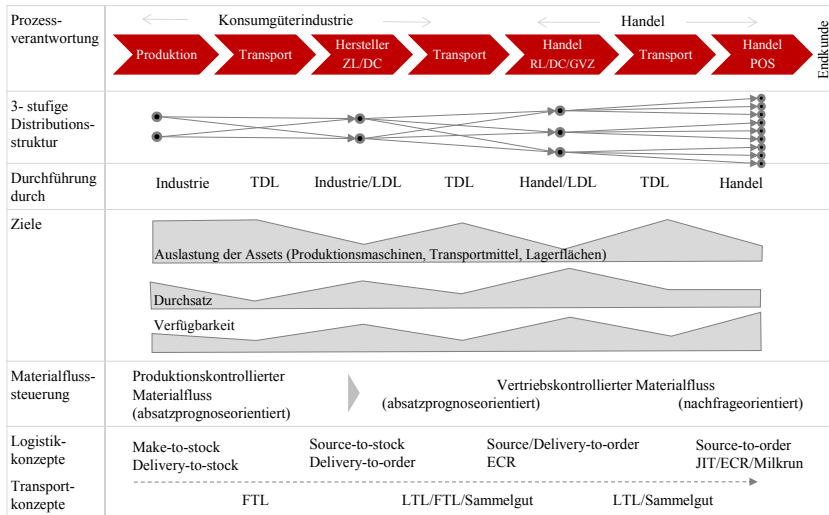 Prozess-
verantwortung
Konsumgüterindustrie
Handel
Produktion
Transport
Hersteller
ZL/DC
Transport
Handel
RL/DC/GVZ
Transport
Handel
POS
Endkunde
3- stufige
Distributions-
struktur
Durchführung
durch
Industrie
TDL
Industrie/LDL
TDL
Handel/LDL
TDL
Handel
Ziele
Auslastung der Assets (Produktionsmaschinen, Transportmittel, Lagerflächen)
Durchsatz
Verfügbarkeit
Materialfluss-
steuerung
Produktionskontrollierter
Materialfluss
(absatzprognoseorientiert)
Vertriebskontrollierter Materialfluss
(absatzprognoseorientiert)
(nachfrageorientiert)
Logistik-
konzepte
Make-to-stock
Delivery-to-stock
Source-to-stock
Delivery-to-order
Source/Delivery-to-order
ECR
Source-to-order
JIT/ECR/Milkrun
Transport-
konzepte
FTL
LTL/FTL/Sammelgut
LTL/Sammelgut